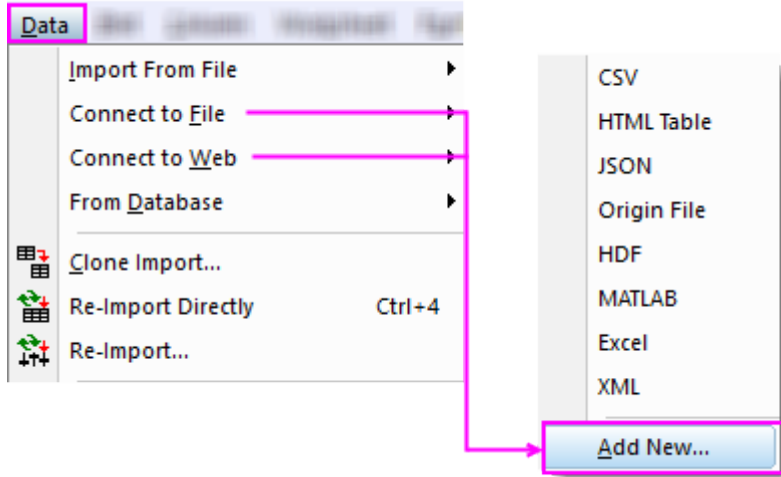 Data
Import From File
Connect to File
Connect to Web
From Database
Clone Import...
Re-Import Directly Ctrl+4
Re-Import...
CSV
HTML Table
JSON
Origin File
HDF
MATLAB
Excel
XML
Add New...